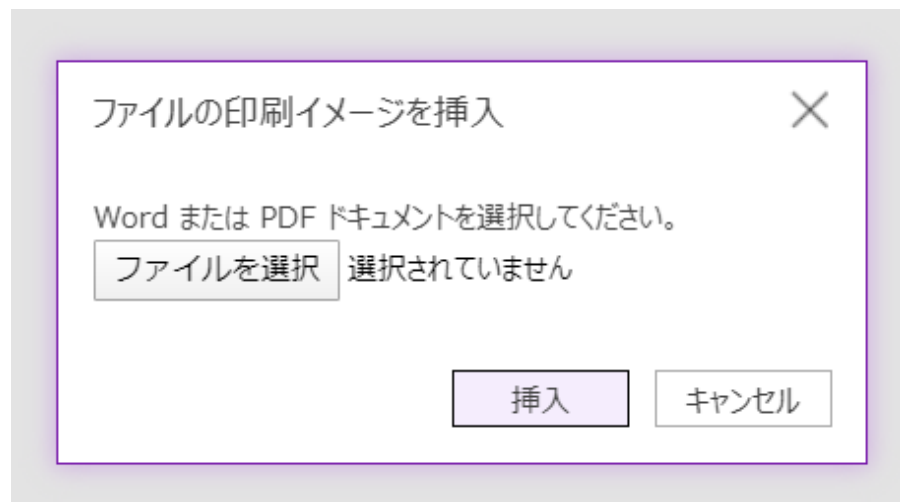 ファイルの印刷イメージを挿入
Word または PDF ドキュメントを選択してください。
ファイルを選択 選択されていません
挿入 キャンセル